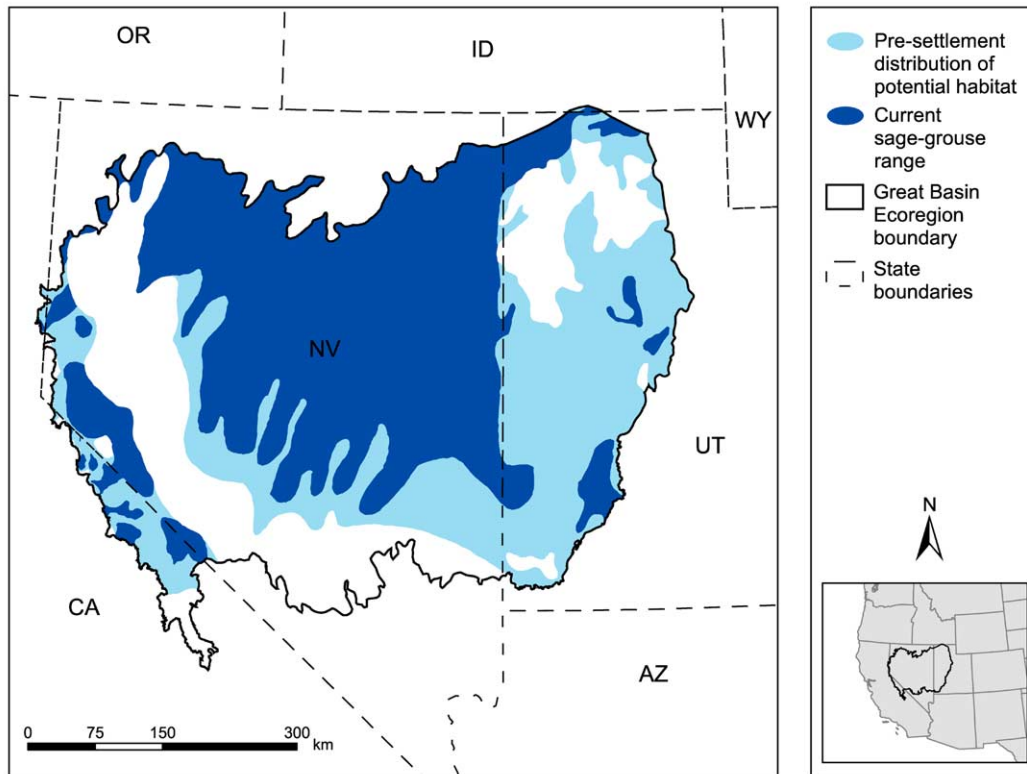 OR
ID
WY
NV
UT
CA
AZ
0 75 150 300
km
Pre-settlement
distribution of
potential habitat
Current
sage-grouse
range
Great Basin
Ecoregion
boundary
State
boundaries
N